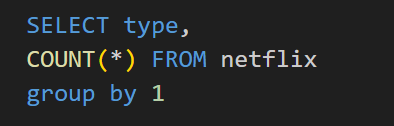 SELECT type,
COUNT(*) FROM netflix
group by 1